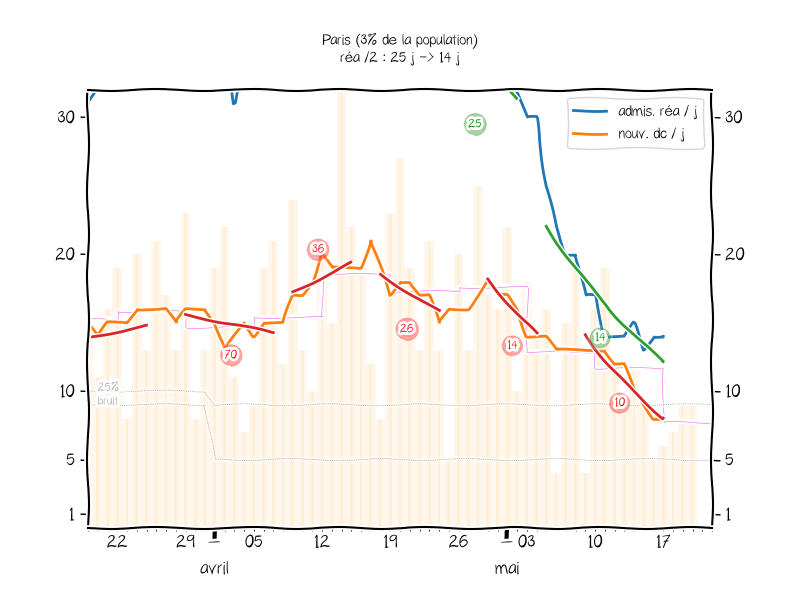 Paris (3% de la population)
réa /2 : 25 j -> 14 j
admis. réa / j
nouv. dc / j
30
30
25
36
20
20
26
70
14
14
10
25%
bruit
10
10
5
5
1
1
22 29 05 12 19 26 03 10 17
avril mai